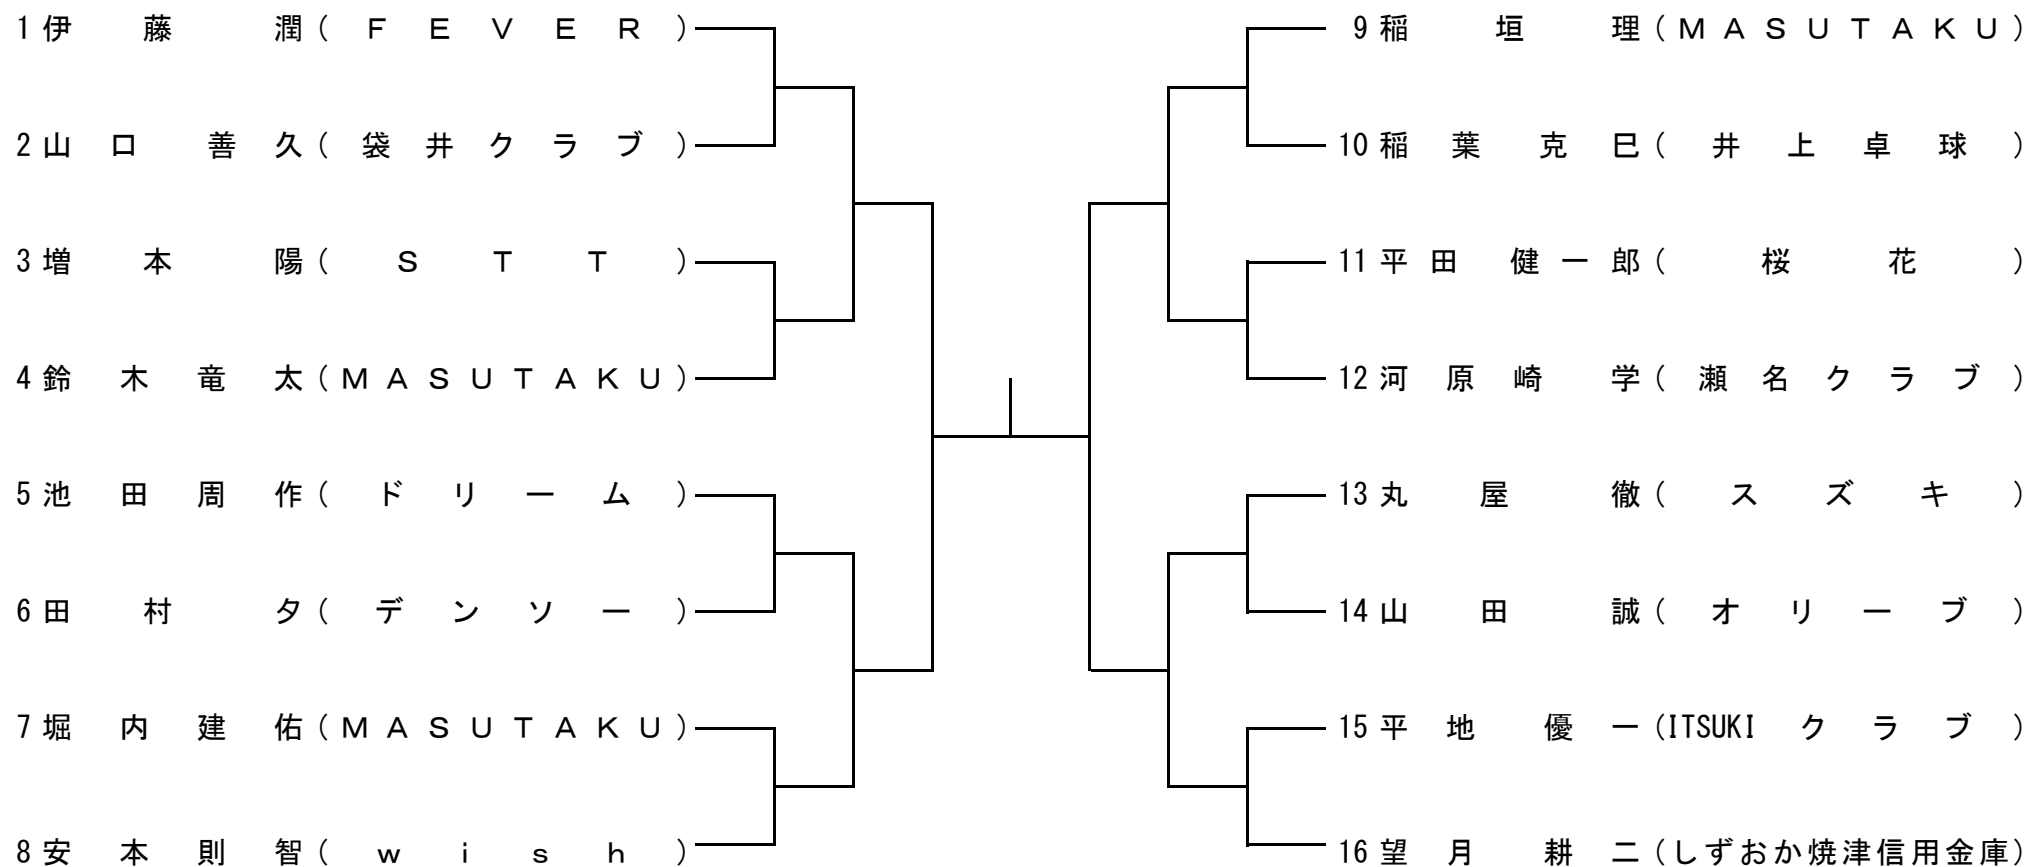 1 伊藤潤(FEVER)
2 山口善久(袋井クラブ)
3 増本陽(STT)
4 鈴木竜太(MASUTAKU)
5 池田周作(ドリーム)
6 田村夕(デンソー)
7 堀内建佑(MASUTAKU)
8 安本則智(wish)
9 稲垣理(MASUTAKU)
10 稲葉克巳(井上卓球)
11 平田健一郎(桜花)
12 河原崎学(瀬名クラブ)
13 丸屋徹(スズキ)
14 山田誠(オリーブ)
15 平地優一(ITSUKIクラブ)
16 望月耕二(しずおか焼津信用金庫)